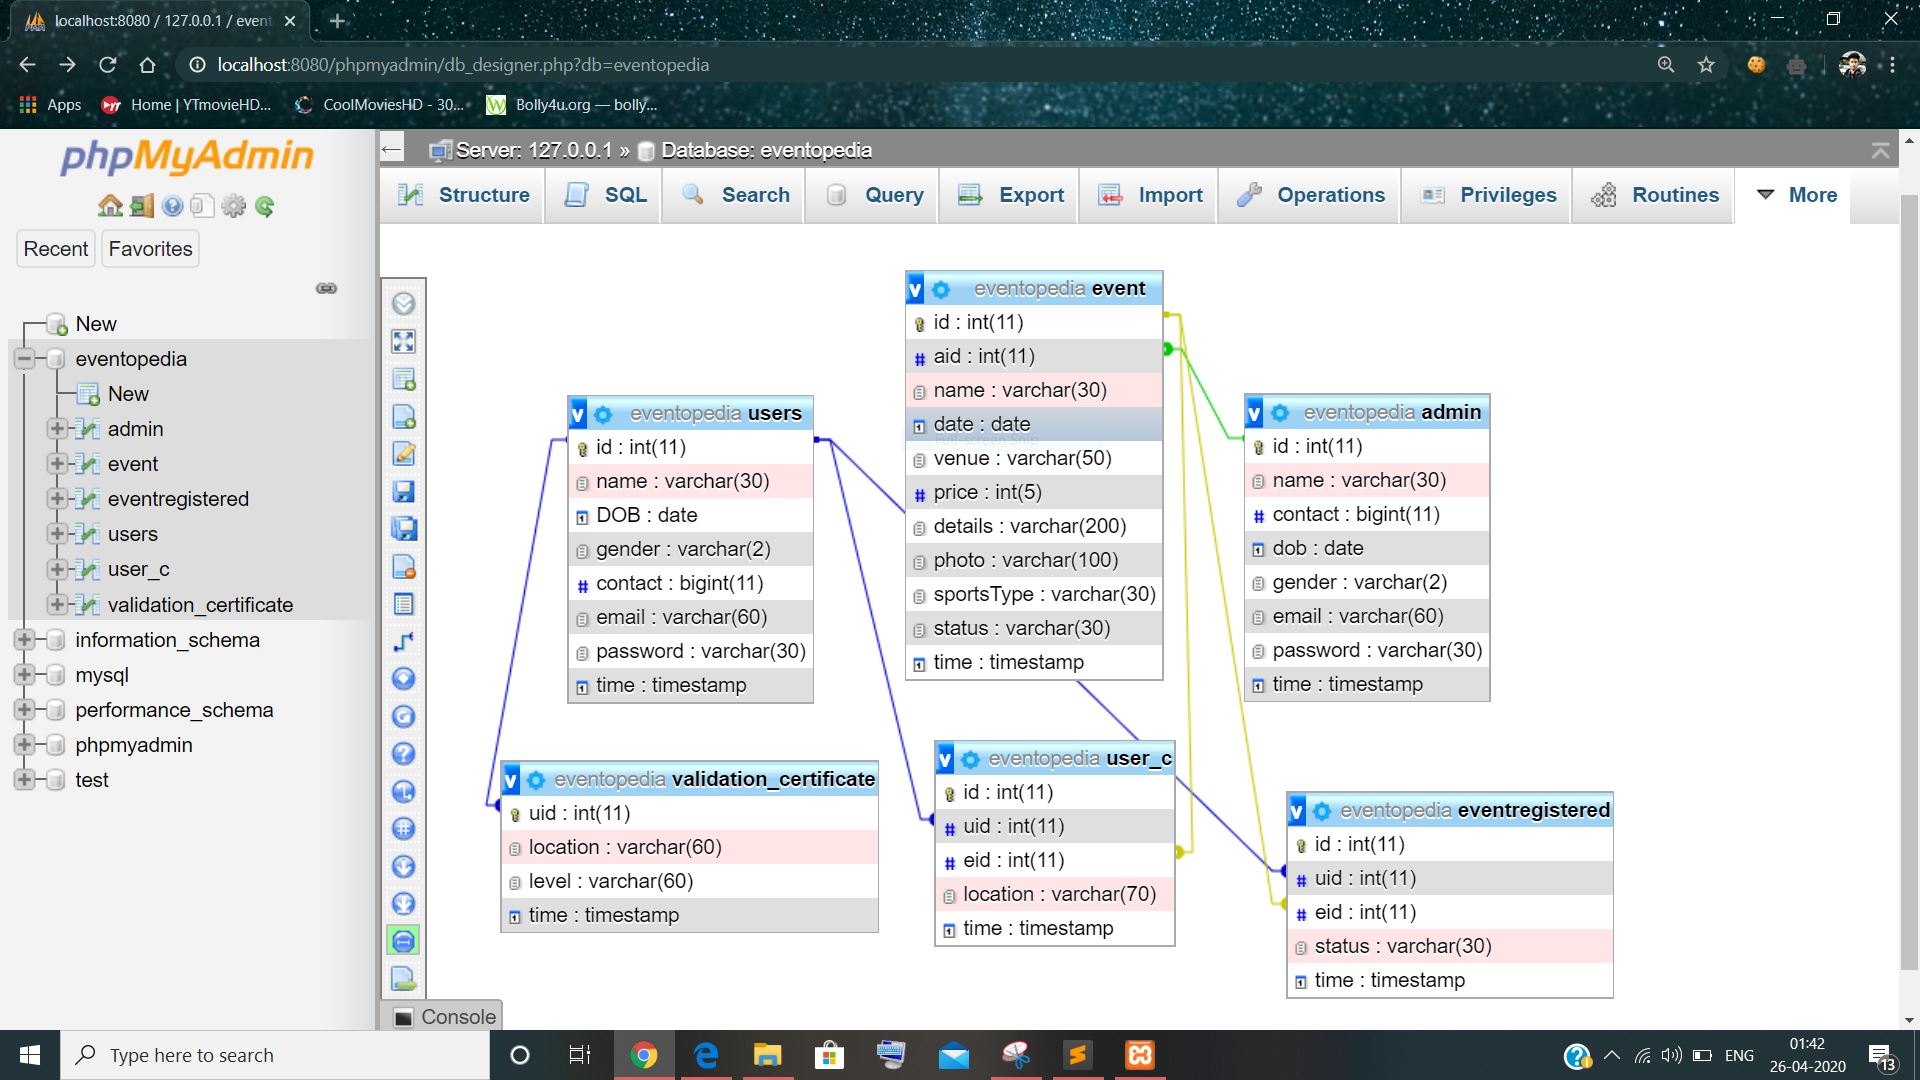 localhost:8080 / 127.0.0.1 / event
localhost:8080/phpmyadmin/db_designer.php?db=eventopedia
Apps
Home | YTmovieHD...
CoolMoviesHD - 30...
Bolly4u.org — bolly...
phpMyAdmin
Recent
Favorites
New
eventopedia
New
admin
event
eventregistered
users
user_c
validation_certificate
information_schema
mysql
performance_schema
phpmyadmin
test
Server: 127.0.0.1 » Database: eventopedia
Structure
SQL
Search
Query
Export
Import
Operations
Privileges
Routines
More
eventopedia users
id : int(11)
name : varchar(30)
DOB : date
gender : varchar(2)
contact : bigint(11)
email : varchar(60)
password : varchar(30)
time : timestamp
eventopedia event
id : int(11)
aid : int(11)
name : varchar(30)
date : date
Full-screen Snip
venue : varchar(50)
price : int(5)
details : varchar(200)
photo : varchar(100)
sportsType : varchar(30)
status : varchar(30)
time : timestamp
eventopedia admin
id : int(11)
name : varchar(30)
contact : bigint(11)
dob : date
gender : varchar(2)
email : varchar(60)
password : varchar(30)
time : timestamp
eventopedia validation_certificate
uid : int(11)
location : varchar(60)
level : varchar(60)
time : timestamp
eventopedia user_c
id : int(11)
uid : int(11)
eid : int(11)
location : varchar(70)
time : timestamp
eventopedia eventregistered
id : int(11)
uid : int(11)
eid : int(11)
status : varchar(30)
time : timestamp
Console
Type here to search
ENG
01:42
26-04-2020
13